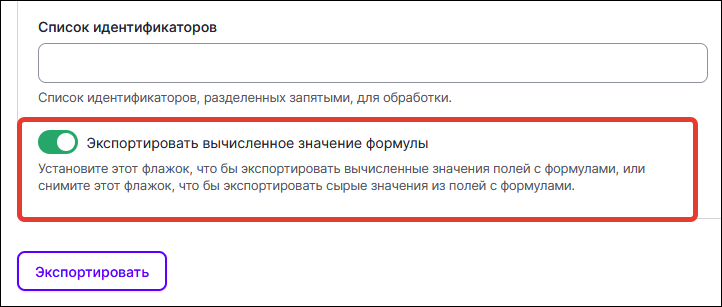 Список идентификаторов
Список идентификаторов, разделенных запятыми, для обработки.
Экспортировать вычисленное значение формулы
Установите этот флажок, что бы экспортировать вычисленные значения полей с формулами, или
снимите этот флажок, что бы экспортировать сырые значения из полей с формулами.
Экспортировать